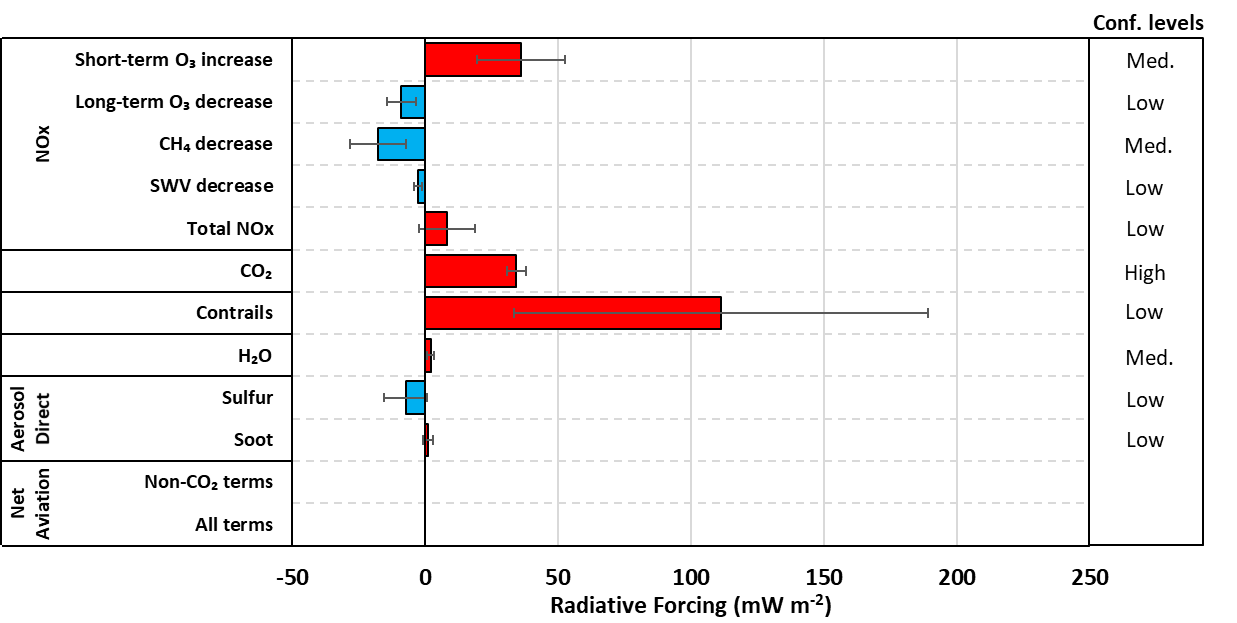 Conf. levels
NOx
Short-term O₃ increase
Med.
Long-term O₃ decrease
Low
CH₄ decrease
Med.
SWV decrease
Low
Total NOx
Low
CO₂
High
Contrails
Low
H₂O
Med.
Aerosol
Direct
Sulfur
Low
Soot
Low
Net
Aviation
Non-CO₂ terms
All terms
-50 0 50 100 150 200 250
Radiative Forcing (mW m⁻²)